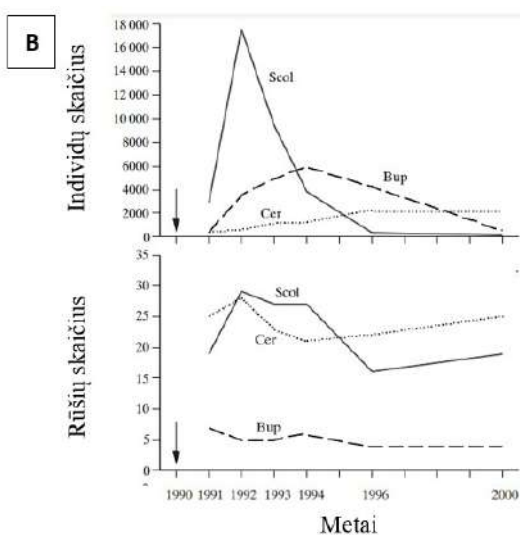 B
Individų skaičius
18 000
16 000
14 000
12 000
10 000
8000
6000
4000
2000
0
Scol
Bup
Cer
Rūšių skaičius
35
30
25
20
15
10
5
0
Scol
Cer
Bup
1990 1991 1992 1993 1994 1996 2000
Metai